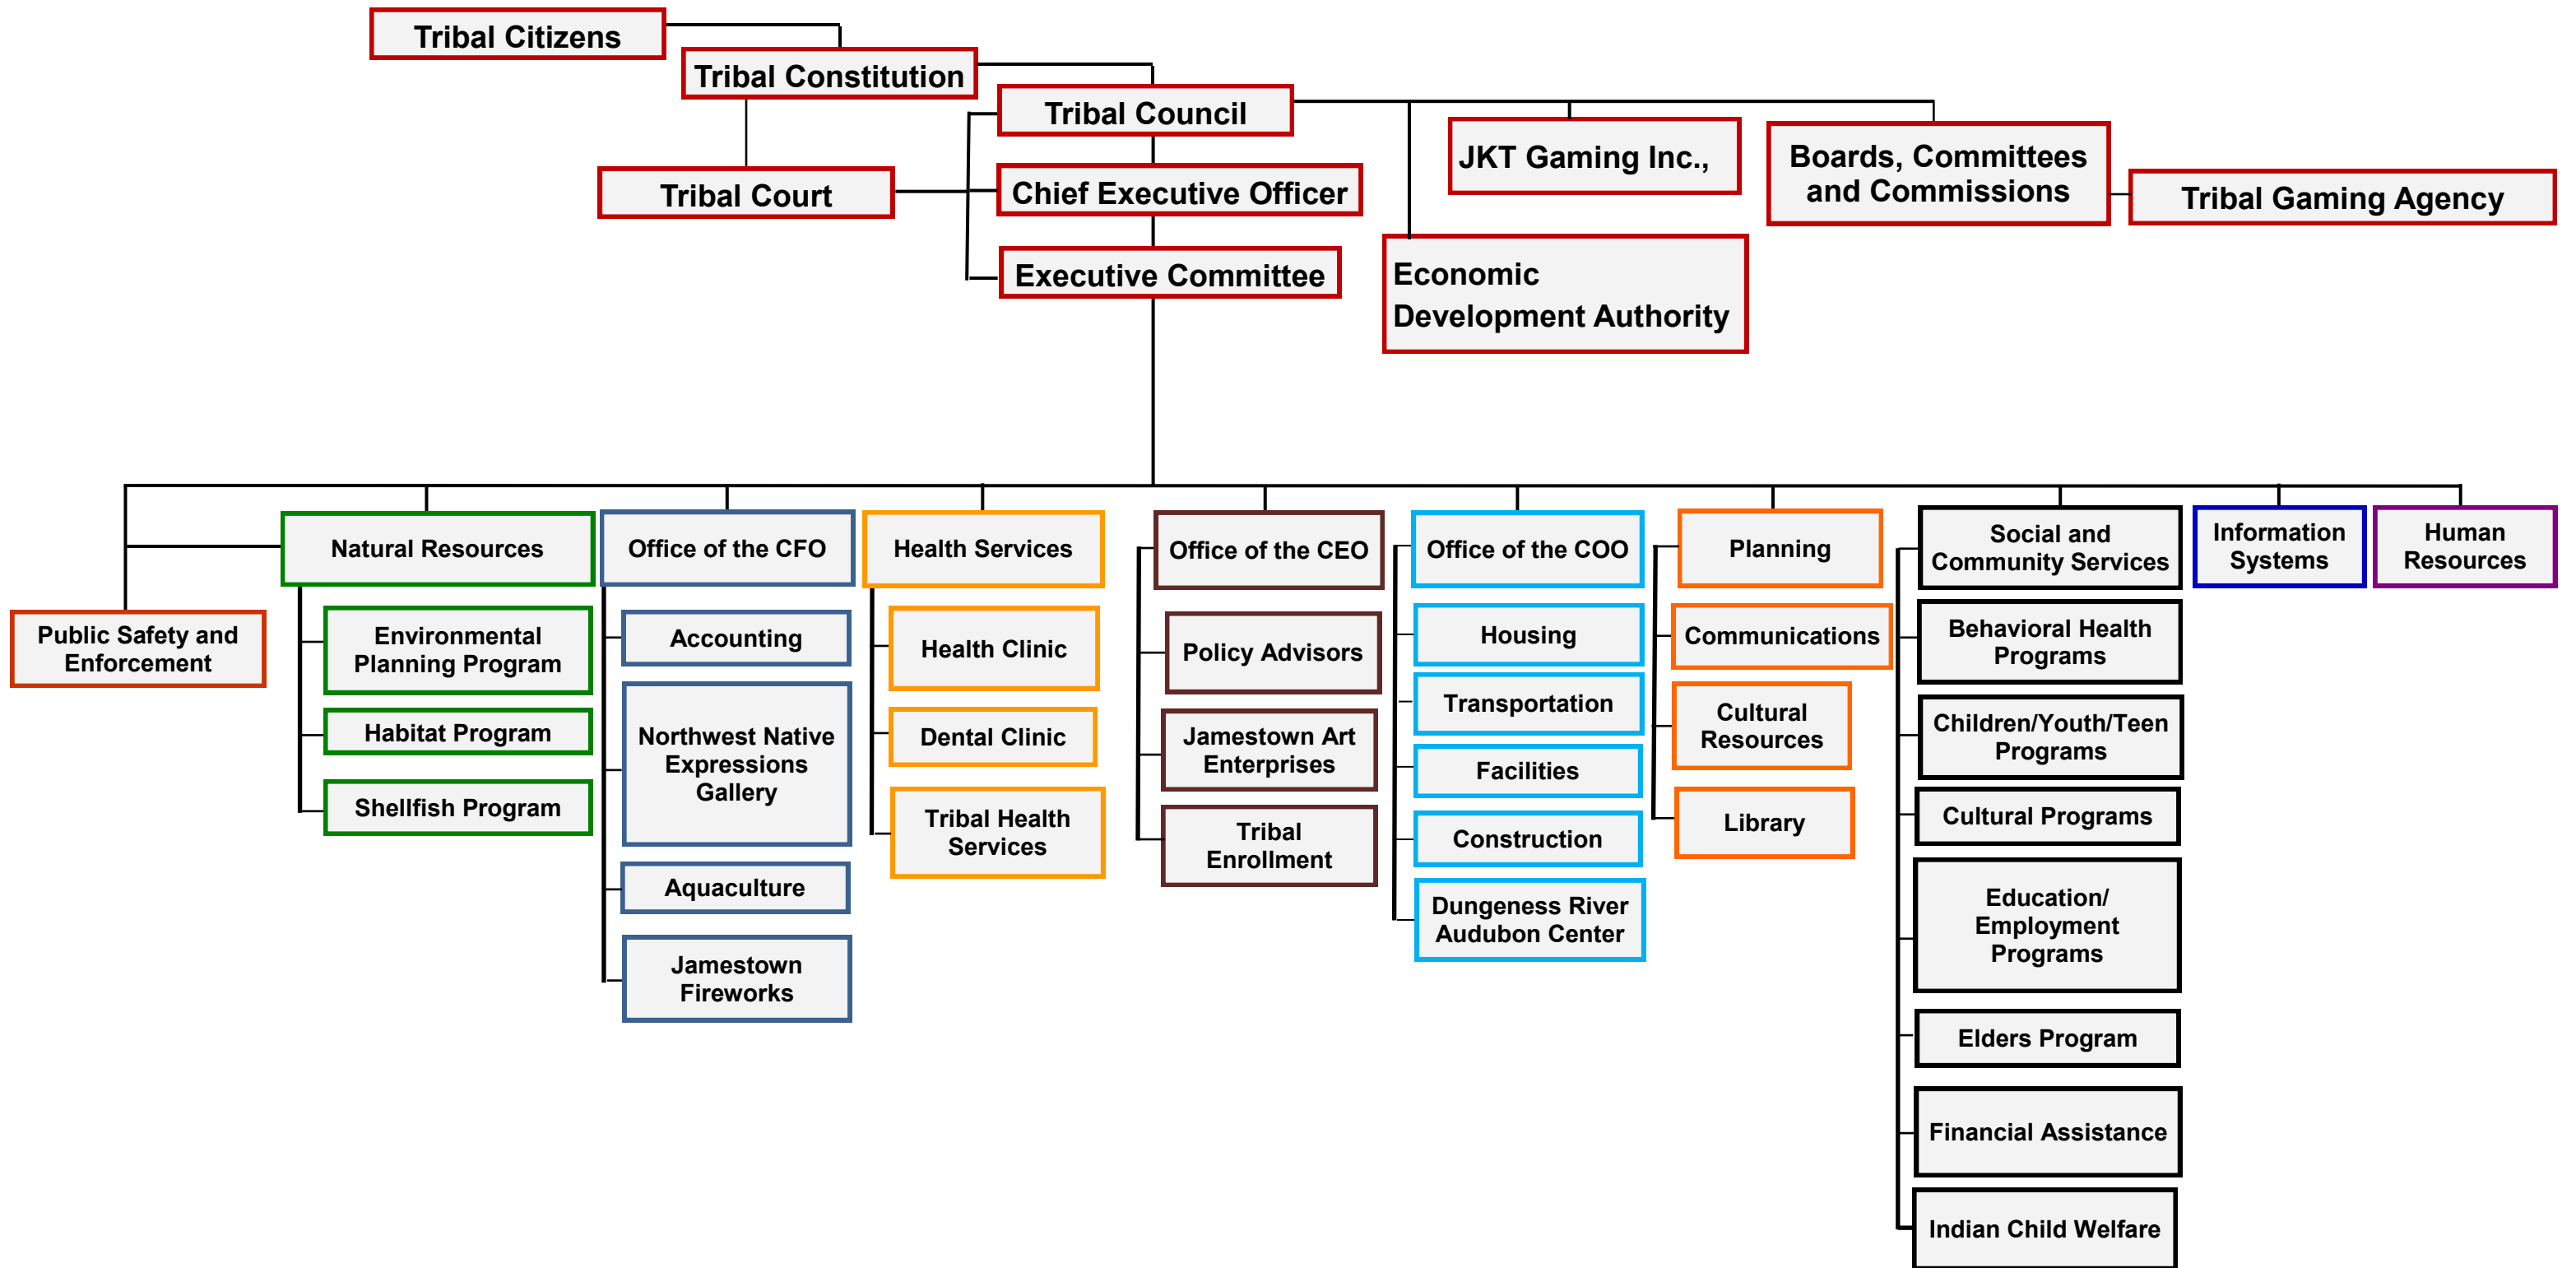 Tribal Citizens
Tribal Constitution
Tribal Council
Tribal Court
Chief Executive Officer
Executive Committee
JKT Gaming Inc.,
Economic
Development Authority
Boards, Committees
and Commissions
Tribal Gaming Agency
Public Safety and
Enforcement
Natural Resources
Environmental
Planning Program
Habitat Program
Shellfish Program
Office of the CFO
Accounting
Northwest Native
Expressions
Gallery
Aquaculture
Jamestown
Fireworks
Health Services
Health Clinic
Dental Clinic
Tribal Health
Services
Office of the CEO
Policy Advisors
Jamestown Art
Enterprises
Tribal
Enrollment
Office of the COO
Housing
Transportation
Facilities
Construction
Dungeness River
Audubon Center
Planning
Communications
Cultural
Resources
Library
Social and
Community Services
Behavioral Health
Programs
Children/Youth/Teen
Programs
Cultural Programs
Education/
Employment
Programs
Elders Program
Financial Assistance
Indian Child Welfare
Information
Systems
Human
Resources